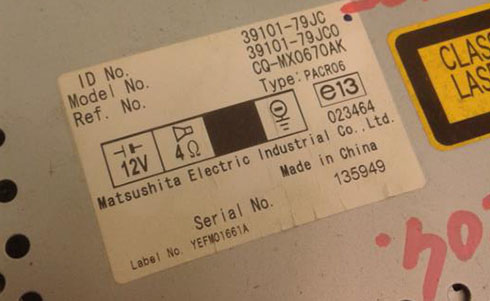 ID No. 39101-79JC
Model No. 39101-79JC0
Ref. No. CQ-MX0670AK
Type: PACR06
e13
023464
12V
4Ω
Matsushita Electric Industrial Co., Ltd.
Made in China
Serial No. 135949
Label No. YEFM01661A
CLASS
LAS